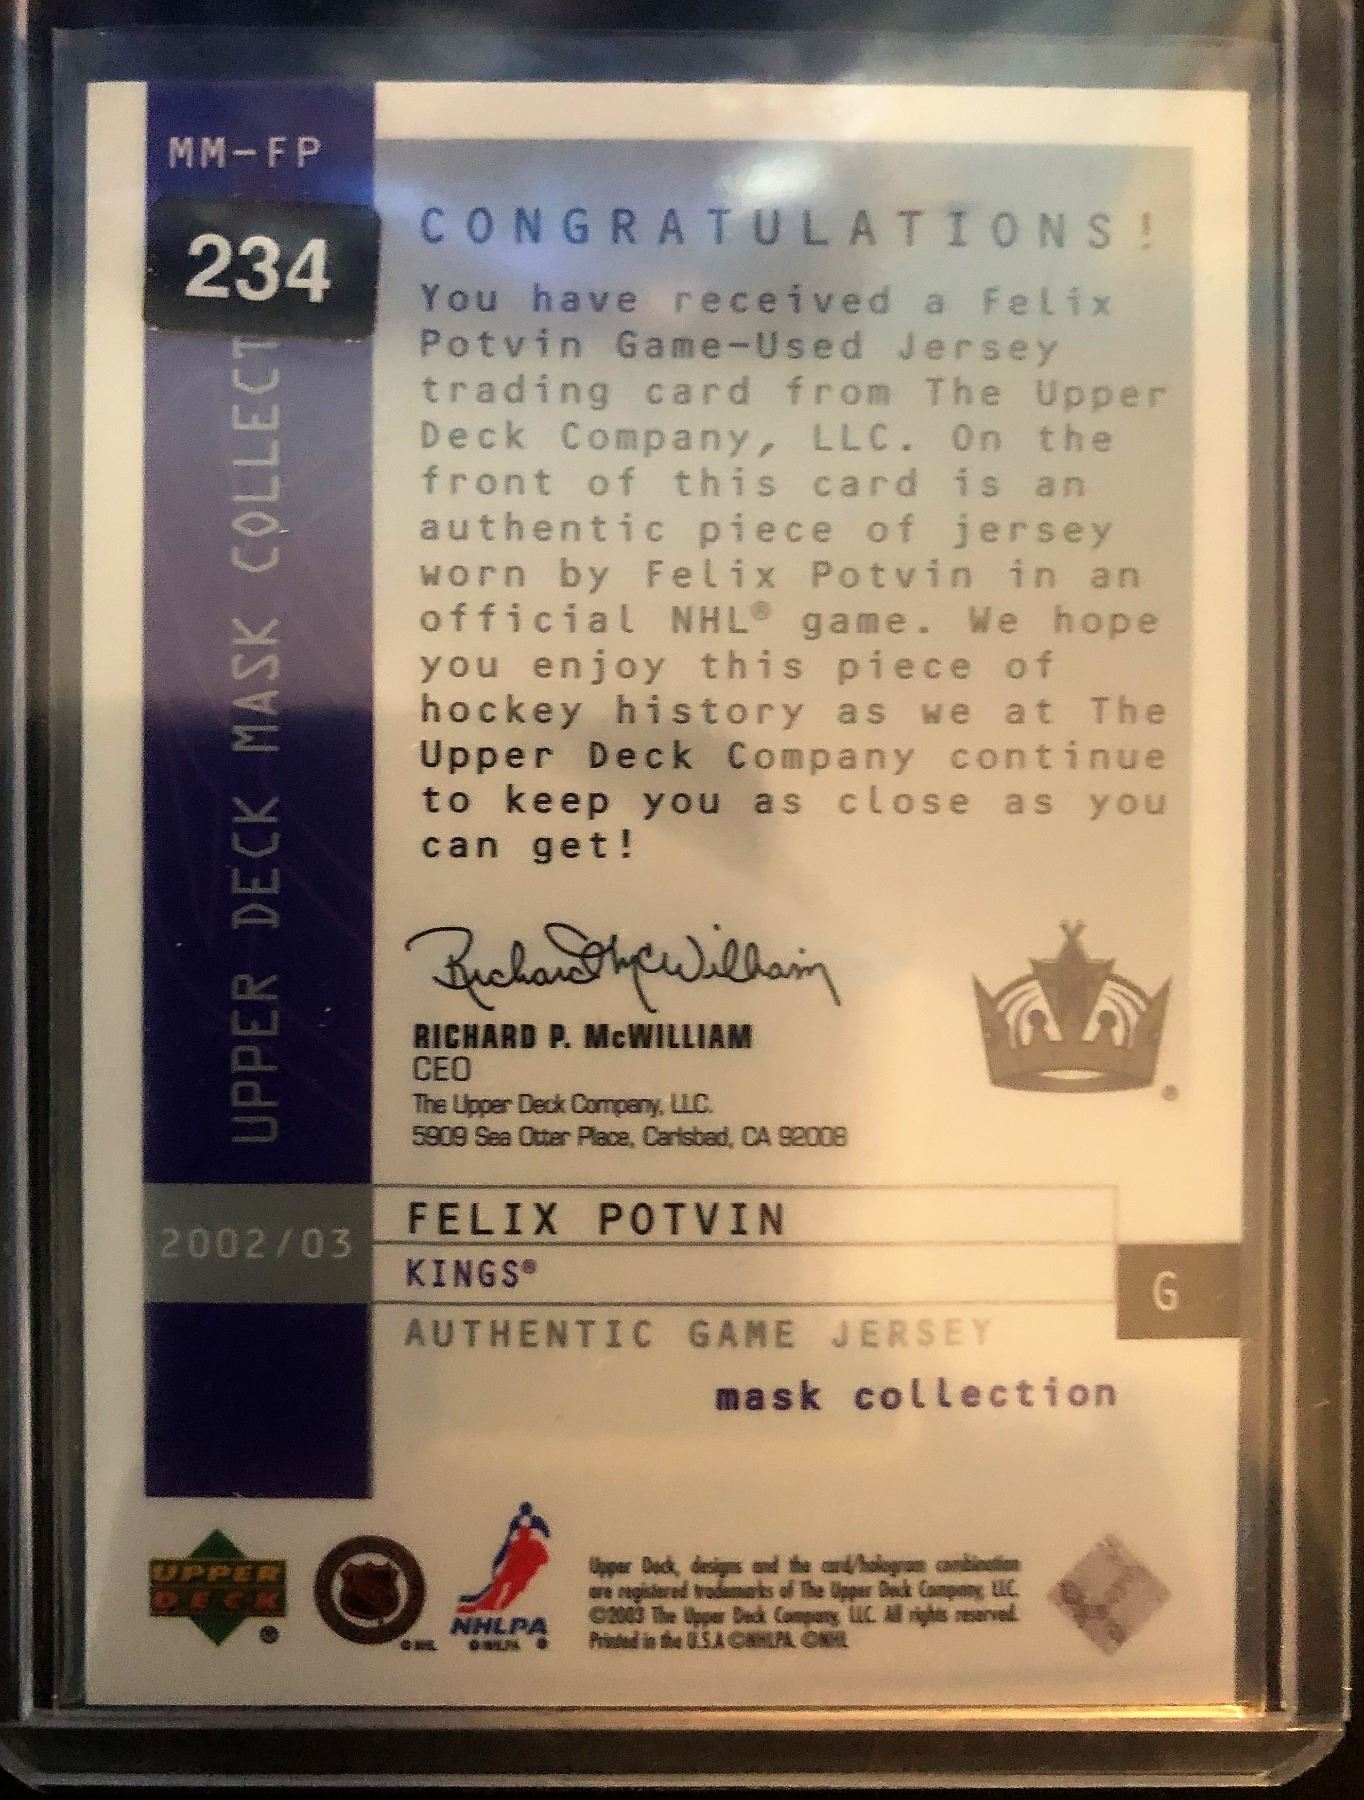 MM-FP
234
UPPER DECK MASK COLLECT
CONGRATULATIONS!
You have received a Felix
Potvin Game-Used Jersey
trading card from The Upper
Deck Company, LLC. On the
front of this card is an
authentic piece of jersey
worn by Felix Potvin in an
official NHL® game. We hope
you enjoy this piece of
hockey history as we at The
Upper Deck Company continue
to keep you as close as you
can get!
Richard McWilliam
RICHARD P. McWILLIAM
CEO
The Upper Deck Company, LLC.
5909 Sea Otter Place, Carlsbad, CA 92008
2002/03
FELIX POTVIN
KINGS®
G
AUTHENTIC GAME JERSEY
mask collection
UPPER
DECK
®
© NHL
NHLPA
© NHLPA ®
Upper Deck, designs and the card/hologram combination
are registered trademarks of The Upper Deck Company, LLC.
©2003 The Upper Deck Company, LLC. All rights reserved.
Printed in the U.S.A ©NHLPA. ©NHL